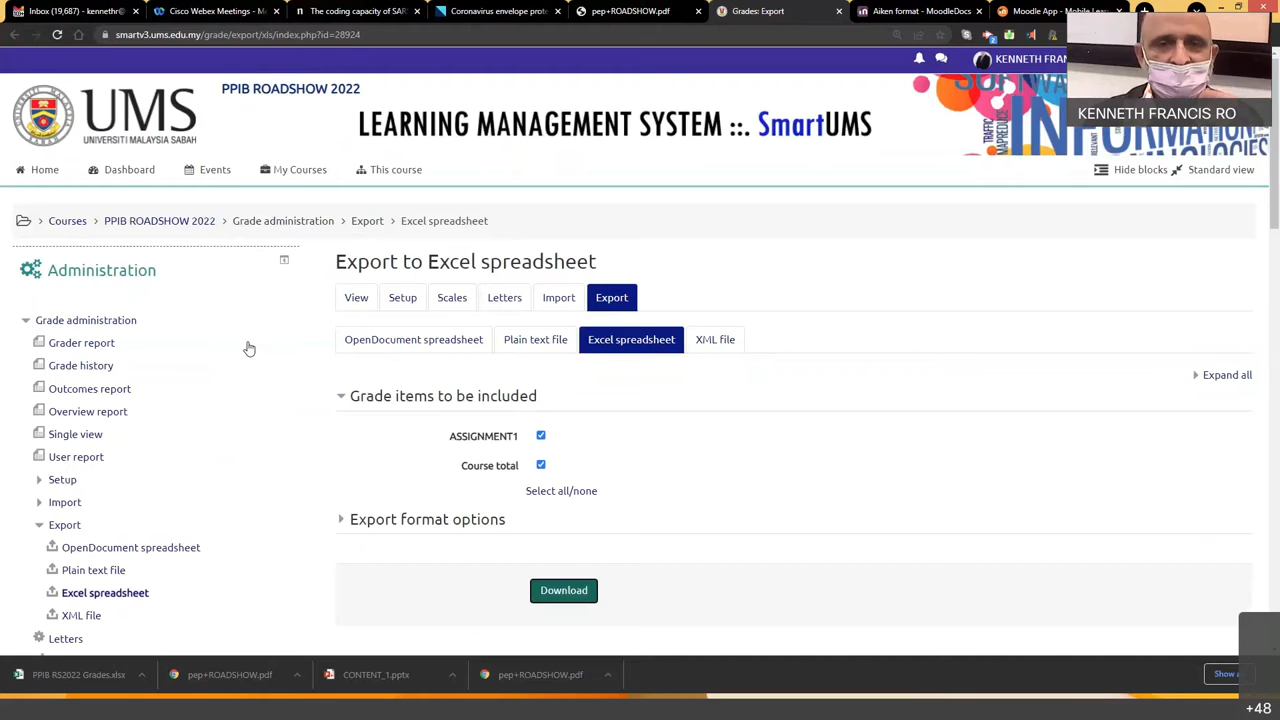 Inbox (19,687) - kennethr@
Cisco Webex Meetings - M
The coding capacity of SAR
Coronavirus envelope prot
pep+ROADSHOW.pdf
Grades: Export
Aiken format - MoodleDocs
Moodle App - Mobile Lear
smartv3.ums.edu.my/grade/export/xls/index.php?id=28924
KENNETH FRAN
UMS
UNIVERSITI MALAYSIA SABAH
PPIB ROADSHOW 2022
LEARNING MANAGEMENT SYSTEM ::. SmartUMS
KENNETH FRANCIS RO
Home
Dashboard
Events
My Courses
This course
Hide blocks
Standard view
Courses
PPIB ROADSHOW 2022
Grade administration
Export
Excel spreadsheet
Administration
Grade administration
Grader report
Grade history
Outcomes report
Overview report
Single view
User report
Setup
Import
Export
OpenDocument spreadsheet
Plain text file
Excel spreadsheet
XML file
Letters
Export to Excel spreadsheet
View
Setup
Scales
Letters
Import
Export
OpenDocument spreadsheet
Plain text file
Excel spreadsheet
XML file
Expand all
Grade items to be included
ASSIGNMENT1
Course total
Select all/none
Export format options
Download
PPIB RS2022 Grades.xlsx
pep+ROADSHOW.pdf
CONTENT_1.pptx
pep+ROADSHOW.pdf
Show
+48